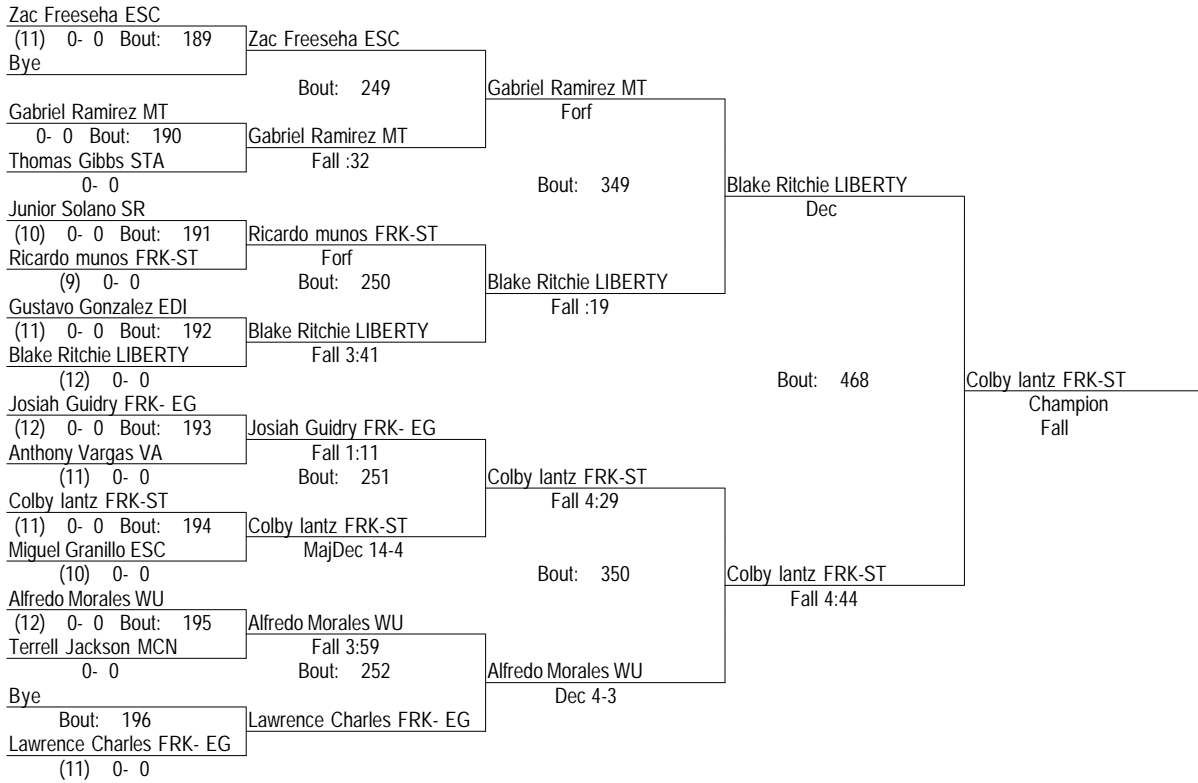 Zac Freeseha ESC
(11) 0- 0 Bout: 189 Zac Freeseha ESC
Bye
Bout: 249 Gabriel Ramirez MT
Gabriel Ramirez MT Forf
0- 0 Bout: 190 Gabriel Ramirez MT
Thomas Gibbs STA Fall :32
0- 0 Bout: 349 Blake Ritchie LIBERTY
Junior Solano SR Dec
(10) 0- 0 Bout: 191 Ricardo munos FRK-ST
Ricardo munos FRK-ST Forf
(9) 0- 0 Bout: 250 Blake Ritchie LIBERTY
Gustavo Gonzalez EDI Fall :19
(11) 0- 0 Bout: 192 Blake Ritchie LIBERTY
Blake Ritchie LIBERTY Fall 3:41
(12) 0- 0 Bout: 468 Colby lantz FRK-ST
Josiah Guidry FRK- EG Champion
(12) 0- 0 Bout: 193 Josiah Guidry FRK- EG Fall
Anthony Vargas VA Fall 1:11
(11) 0- 0 Bout: 251 Colby lantz FRK-ST
Colby lantz FRK-ST Fall 4:29
(11) 0- 0 Bout: 194 Colby lantz FRK-ST
Miguel Granillo ESC MajDec 14-4
(10) 0- 0 Bout: 350 Colby lantz FRK-ST
Alfredo Morales WU Fall 4:44
(12) 0- 0 Bout: 195 Alfredo Morales WU
Terrell Jackson MCN Fall 3:59
0- 0 Bout: 252 Alfredo Morales WU
Bye Dec 4-3
Bout: 196 Lawrence Charles FRK- EG
Lawrence Charles FRK- EG
(11) 0- 0